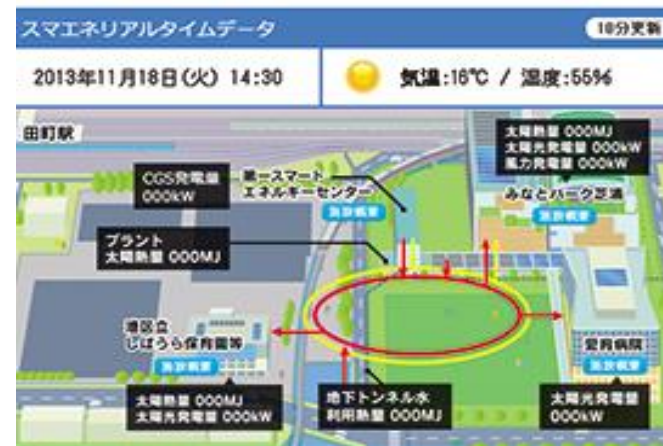 スマエネリアルタイムデータ
10分更新
2013年11月18日(火) 14:30
気温:16℃ / 湿度:55%
田町駅
太陽熱量 000MJ
太陽光発電量 000kW
風力発電量 000kW
CGS発電量
000kW
第一スマート
エネルギーセンター
施設概要
みなとパーク芝浦
施設概要
プラント
太陽熱量 000MJ
港区立
しばうら保育園等
施設概要
愛育病院
施設概要
太陽熱量 000MJ
太陽光発電量 000kW
地下トンネル水
利用熱量 000MJ
太陽光発電量
000kW